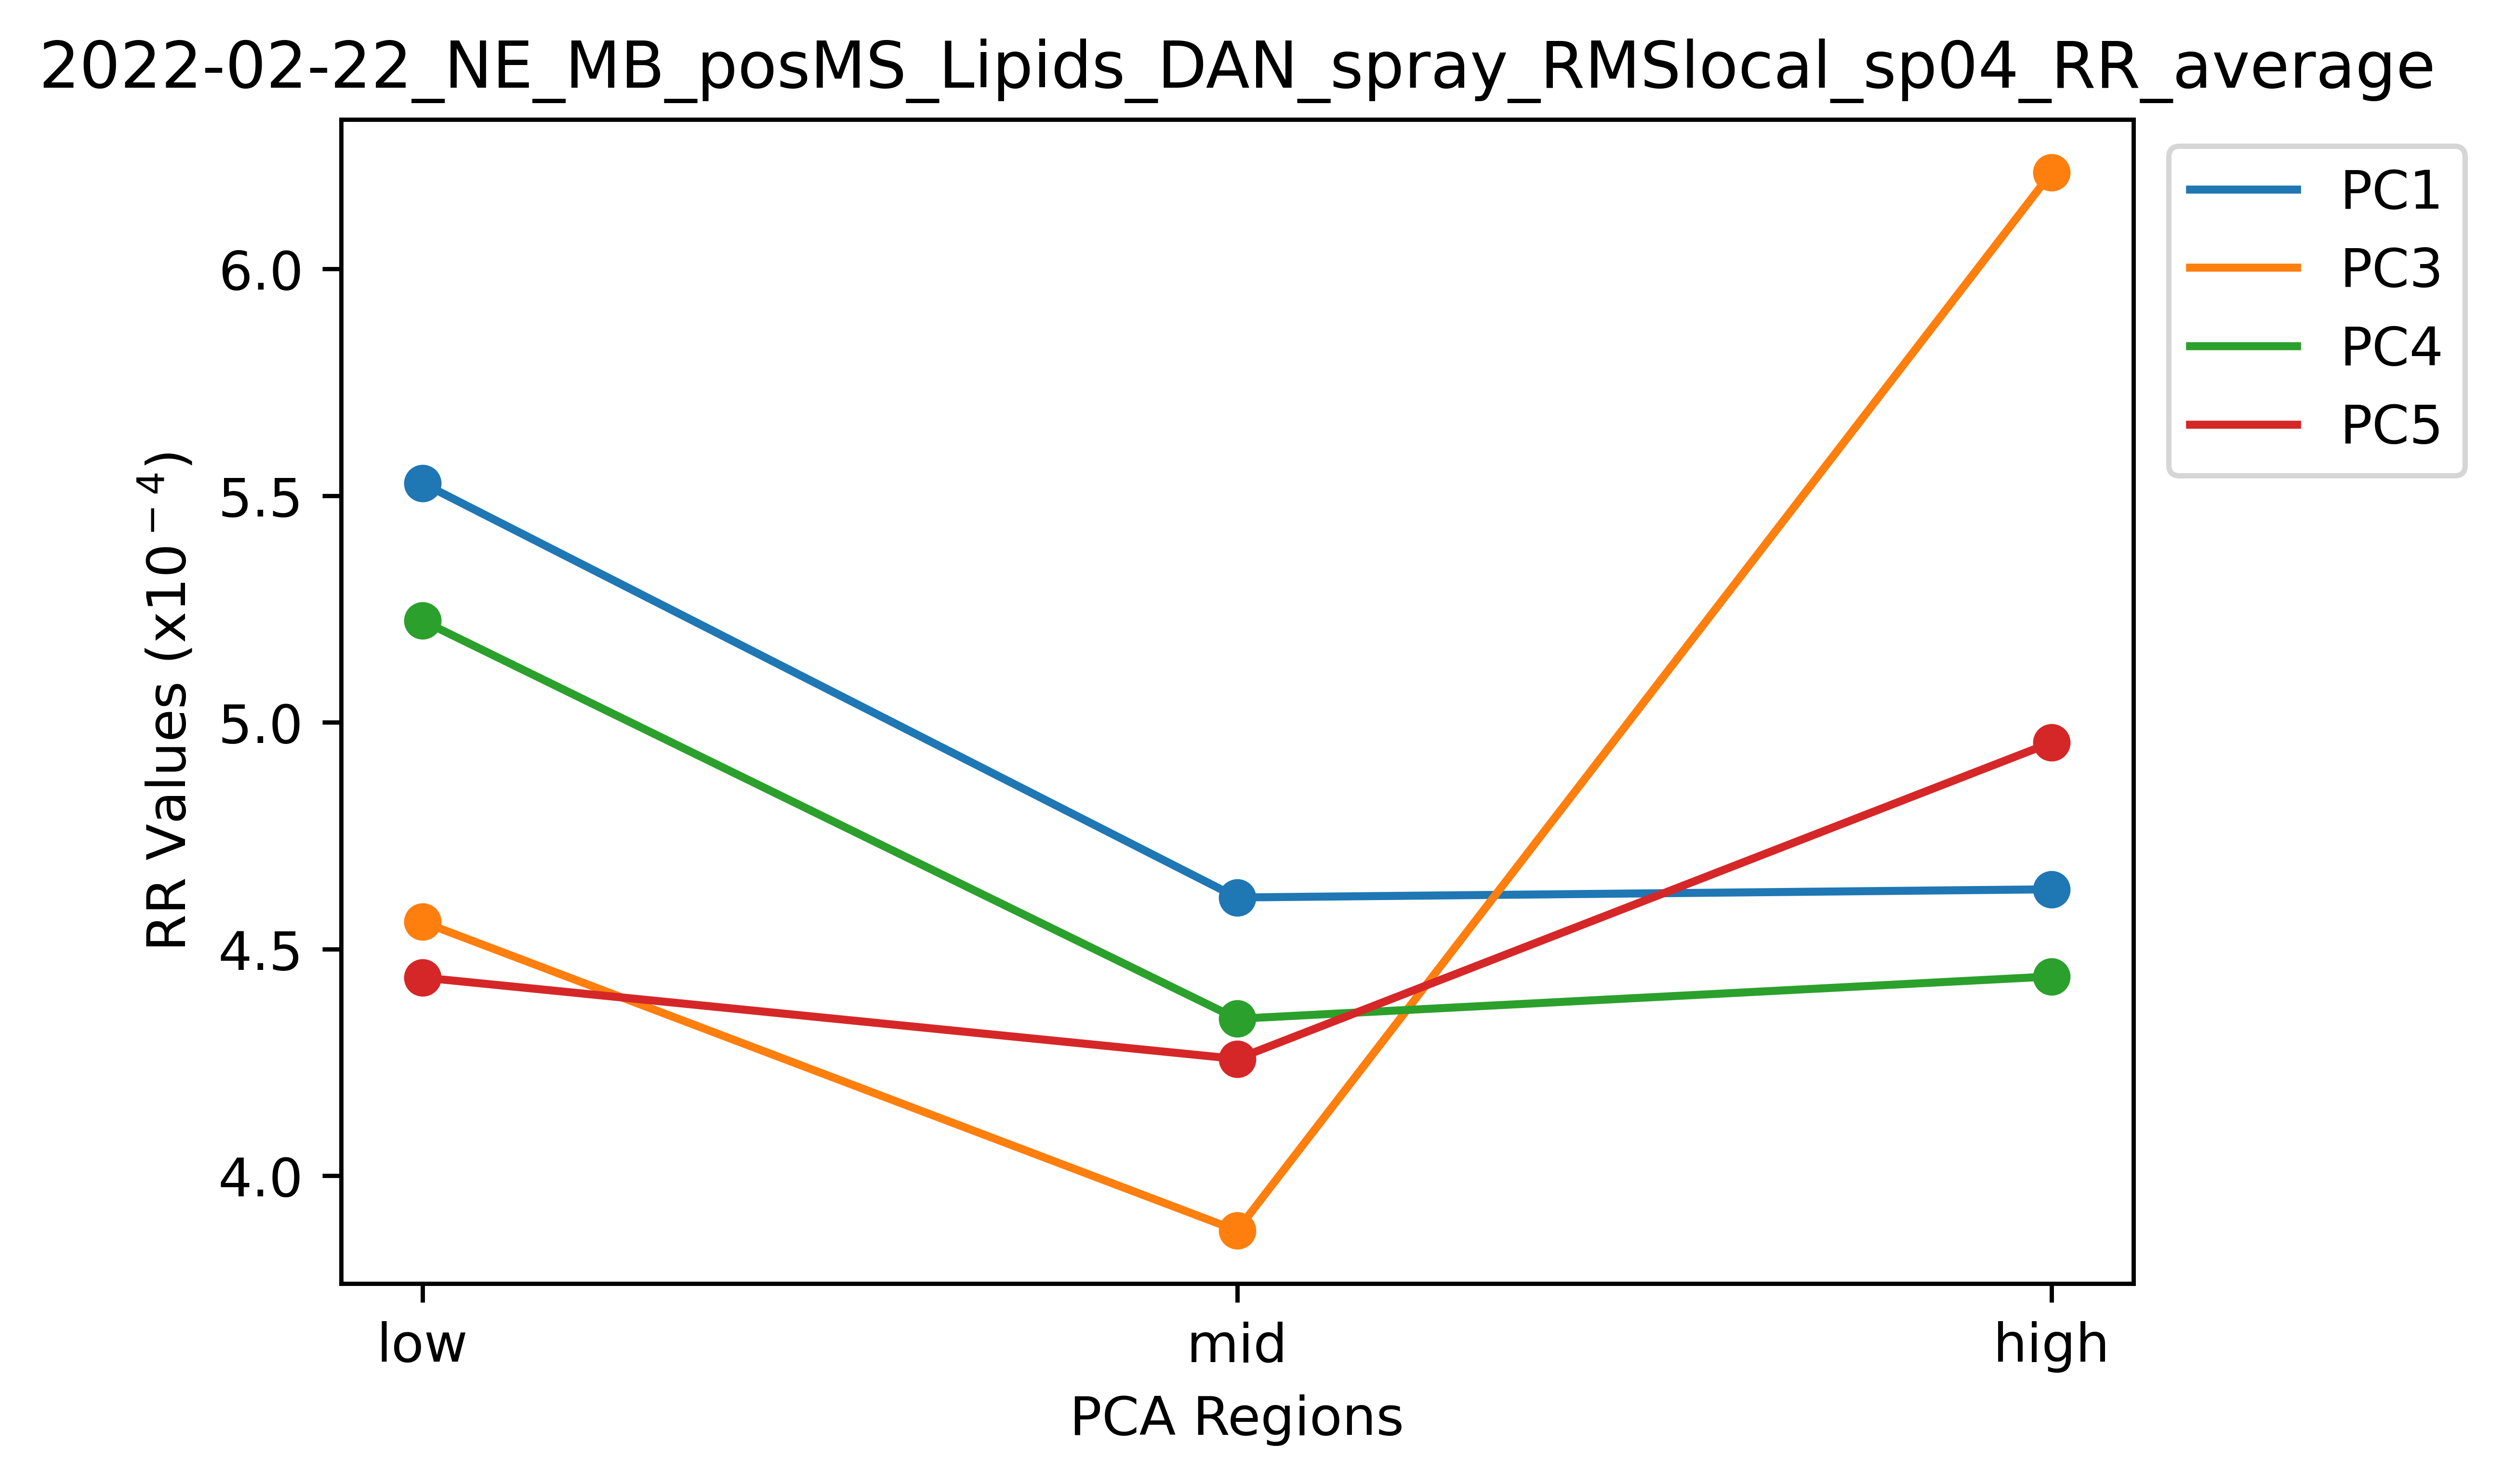 2022-02-22_NE_MB_posMS_Lipids_DAN_spray_RMSlocal_sp04_RR_average
PC1
PC3
PC4
PC5
RR Values (x10⁻⁴)
6.0
5.5
5.0
4.5
4.0
low mid high
PCA Regions